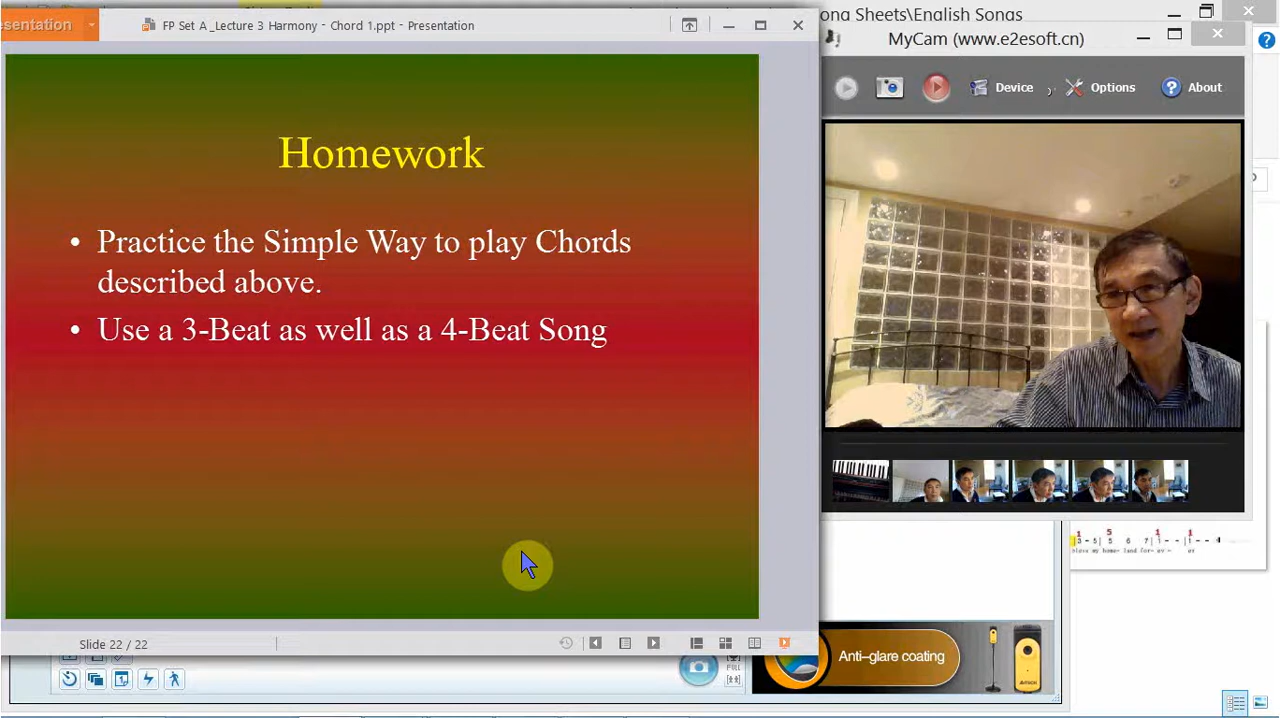 esentation
FP Set A _Lecture 3 Harmony - Chord 1.ppt - Presentation
ong Sheets\English Songs
MyCam (www.e2esoft.cn)
Device
Options
About
Homework
• Practice the Simple Way to play Chords
described above.
• Use a 3-Beat as well as a 4-Beat Song
Slide 22 / 22
Anti-glare coating